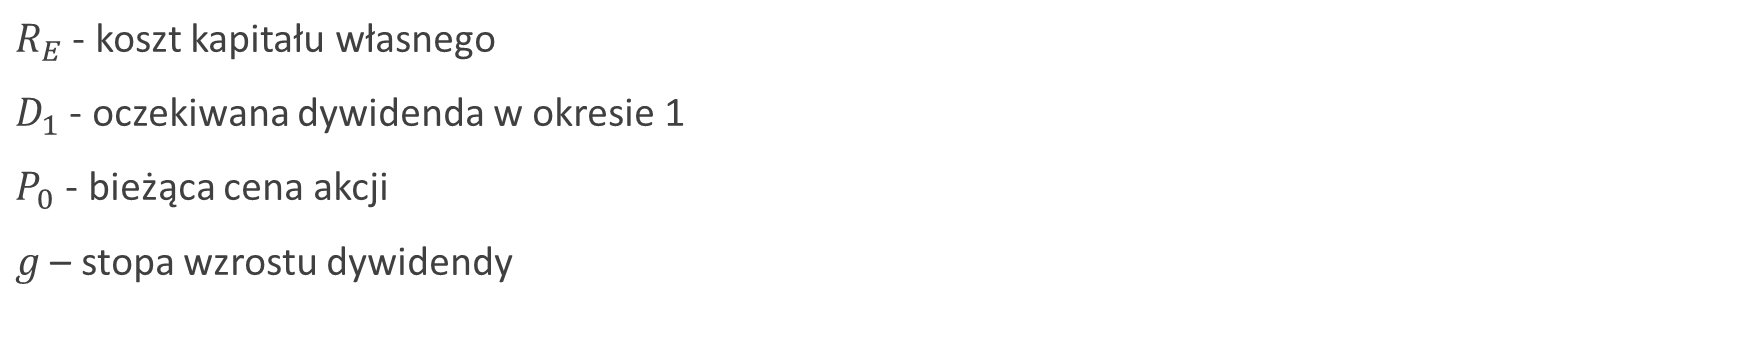 R_E - koszt kapitału własnego
D_1 - oczekiwana dywidenda w okresie 1
P_0 - bieżąca cena akcji
g – stopa wzrostu dywidendy